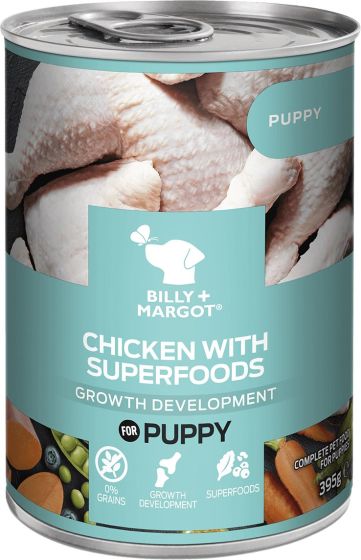 PUPPY
BILLY +
MARGOT®
CHICKEN WITH
SUPERFOODS
GROWTH DEVELOPMENT
FOR PUPPY
0%
GRAINS
GROWTH
DEVELOPMENT
SUPERFOODS
COMPLETE PET FOOD
FOR PUPPIES
395g